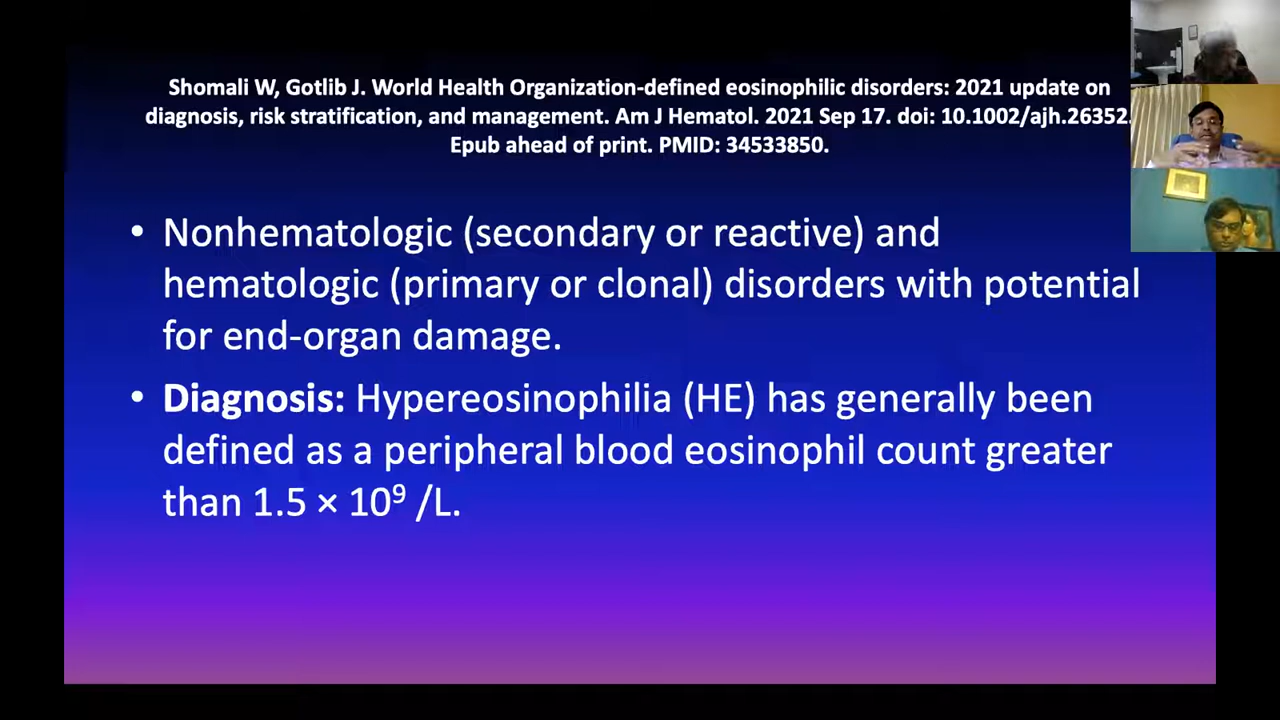 Shomali W, Gotlib J. World Health Organization-defined eosinophilic disorders: 2021 update on
diagnosis, risk stratification, and management. Am J Hematol. 2021 Sep 17. doi: 10.1002/ajh.26352.
Epub ahead of print. PMID: 34533850.
• Nonhematologic (secondary or reactive) and
hematologic (primary or clonal) disorders with potential
for end-organ damage.
• Diagnosis: Hypereosinophilia (HE) has generally been
defined as a peripheral blood eosinophil count greater
than 1.5 × 10⁹ /L.